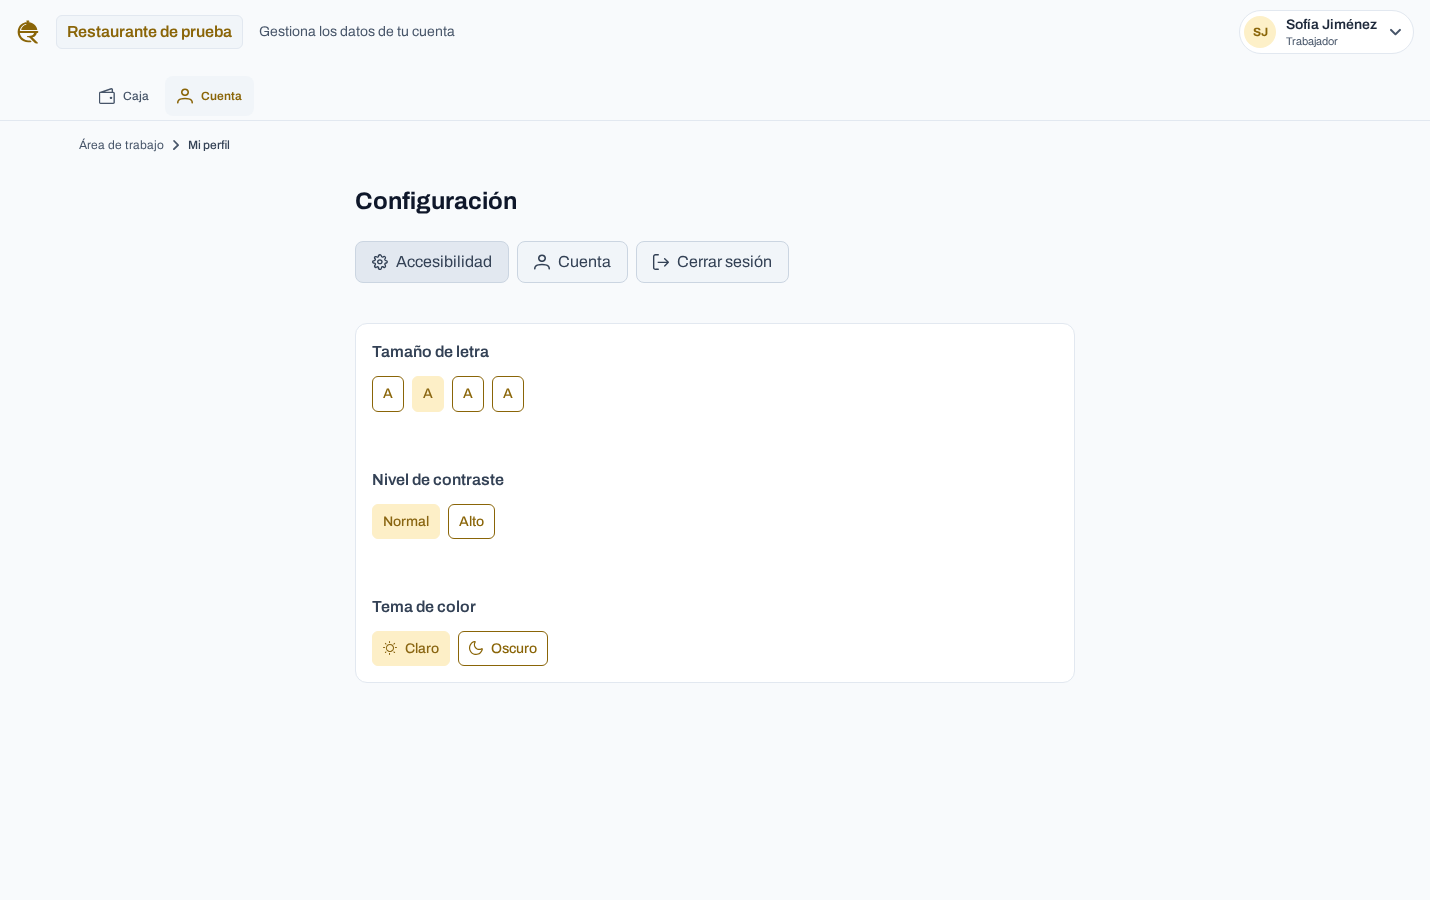 Restaurante de prueba
Gestiona los datos de tu cuenta
SJ
Sofía Jiménez
Trabajador
Caja
Cuenta
Área de trabajo
Mi perfil
Configuración
Accesibilidad
Cuenta
Cerrar sesión
Tamaño de letra
A
A
A
A
Nivel de contraste
Normal
Alto
Tema de color
Claro
Oscuro